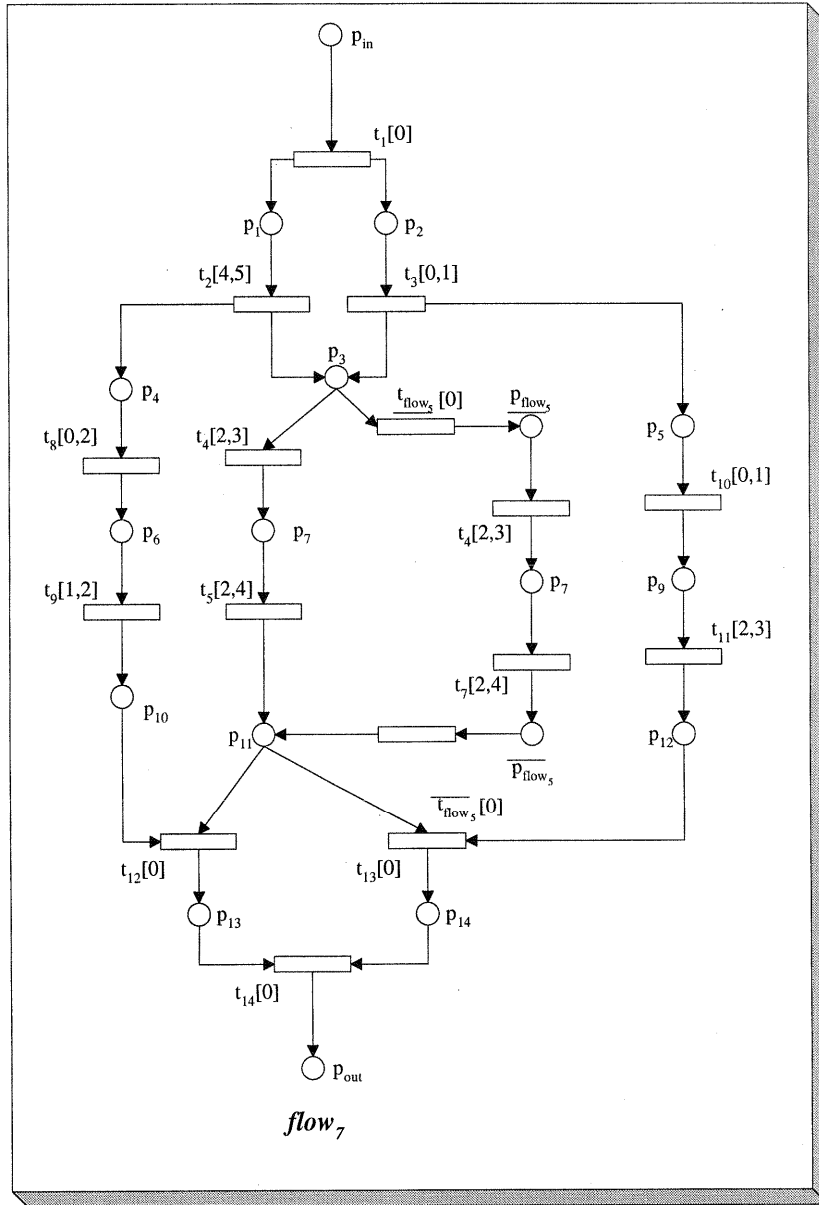 p_in
t_1[0]
p_1 p_2
t_2[4,5] t_3[0,1]
p_3
p_4 t_flow_5 [0] p_flow_5 p_5
t_8[0,2] t_4[2,3] t_10[0,1]
p_6 p_7 t_4[2,3]
t_9[1,2] t_5[2,4] p_7 p_9
t_11[2,3]
t_7[2,4]
p_10
p_11 p_12
p_flow_5
t_flow_5 [0]
t_12[0] t_13[0]
p_13 p_14
t_14[0]
p_out
flow_7